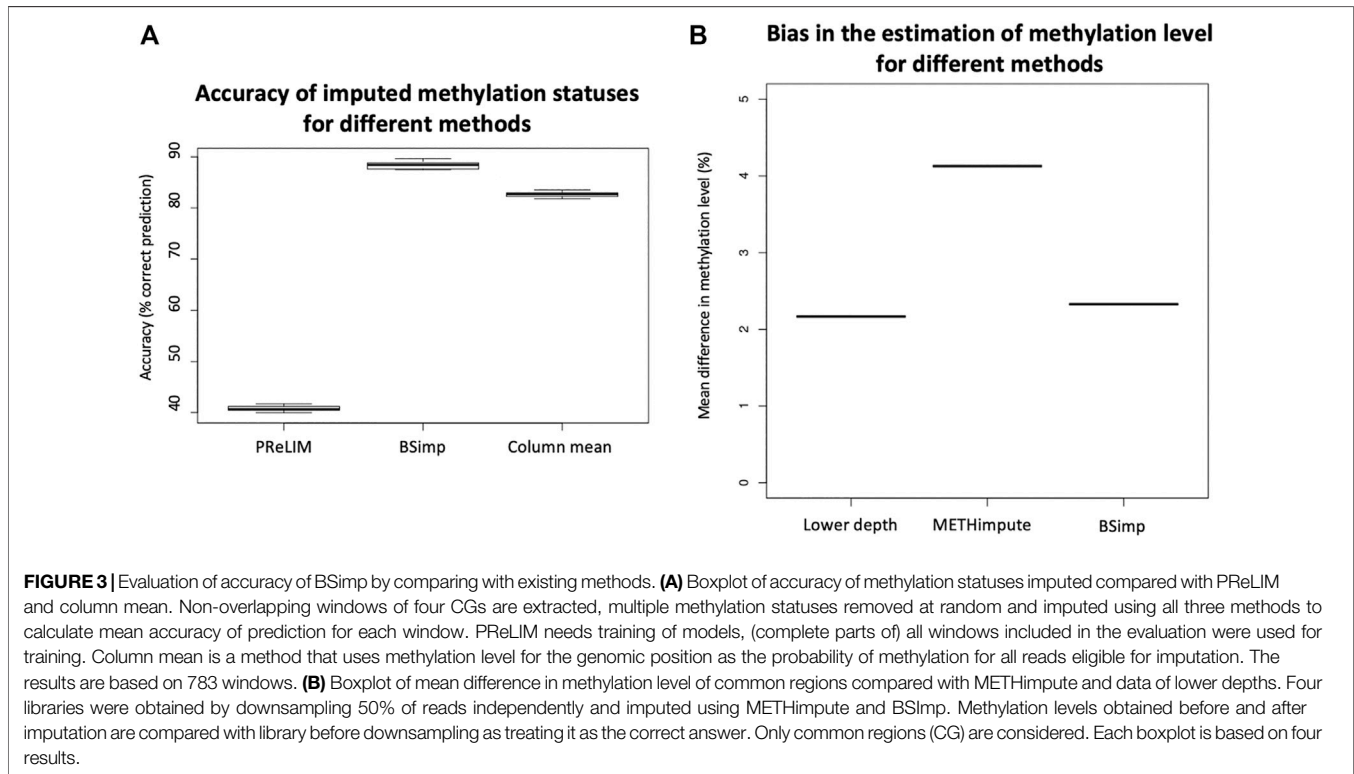 A
Accuracy of imputed methylation statuses
for different methods
Accuracy (% correct prediction)
90
80
70
60
50
40
PReLIM
BSimp
Column mean
B
Bias in the estimation of methylation level
for different methods
Mean difference in methylation level (%)
5
4
3
2
1
0
Lower depth
METHimpute
BSimp
FIGURE 3 | Evaluation of accuracy of BSimp by comparing with existing methods. (A) Boxplot of accuracy of methylation statuses imputed compared with PReLIM
and column mean. Non-overlapping windows of four CGs are extracted, multiple methylation statuses removed at random and imputed using all three methods to
calculate mean accuracy of prediction for each window. PReLIM needs training of models, (complete parts of) all windows included in the evaluation were used for
training. Column mean is a method that uses methylation level for the genomic position as the probability of methylation for all reads eligible for imputation. The
results are based on 783 windows. (B) Boxplot of mean difference in methylation level of common regions compared with METHimpute and data of lower depths. Four
libraries were obtained by downsampling 50% of reads independently and imputed using METHimpute and BSImp. Methylation levels obtained before and after
imputation are compared with library before downsampling as treating it as the correct answer. Only common regions (CG) are considered. Each boxplot is based on four
results.